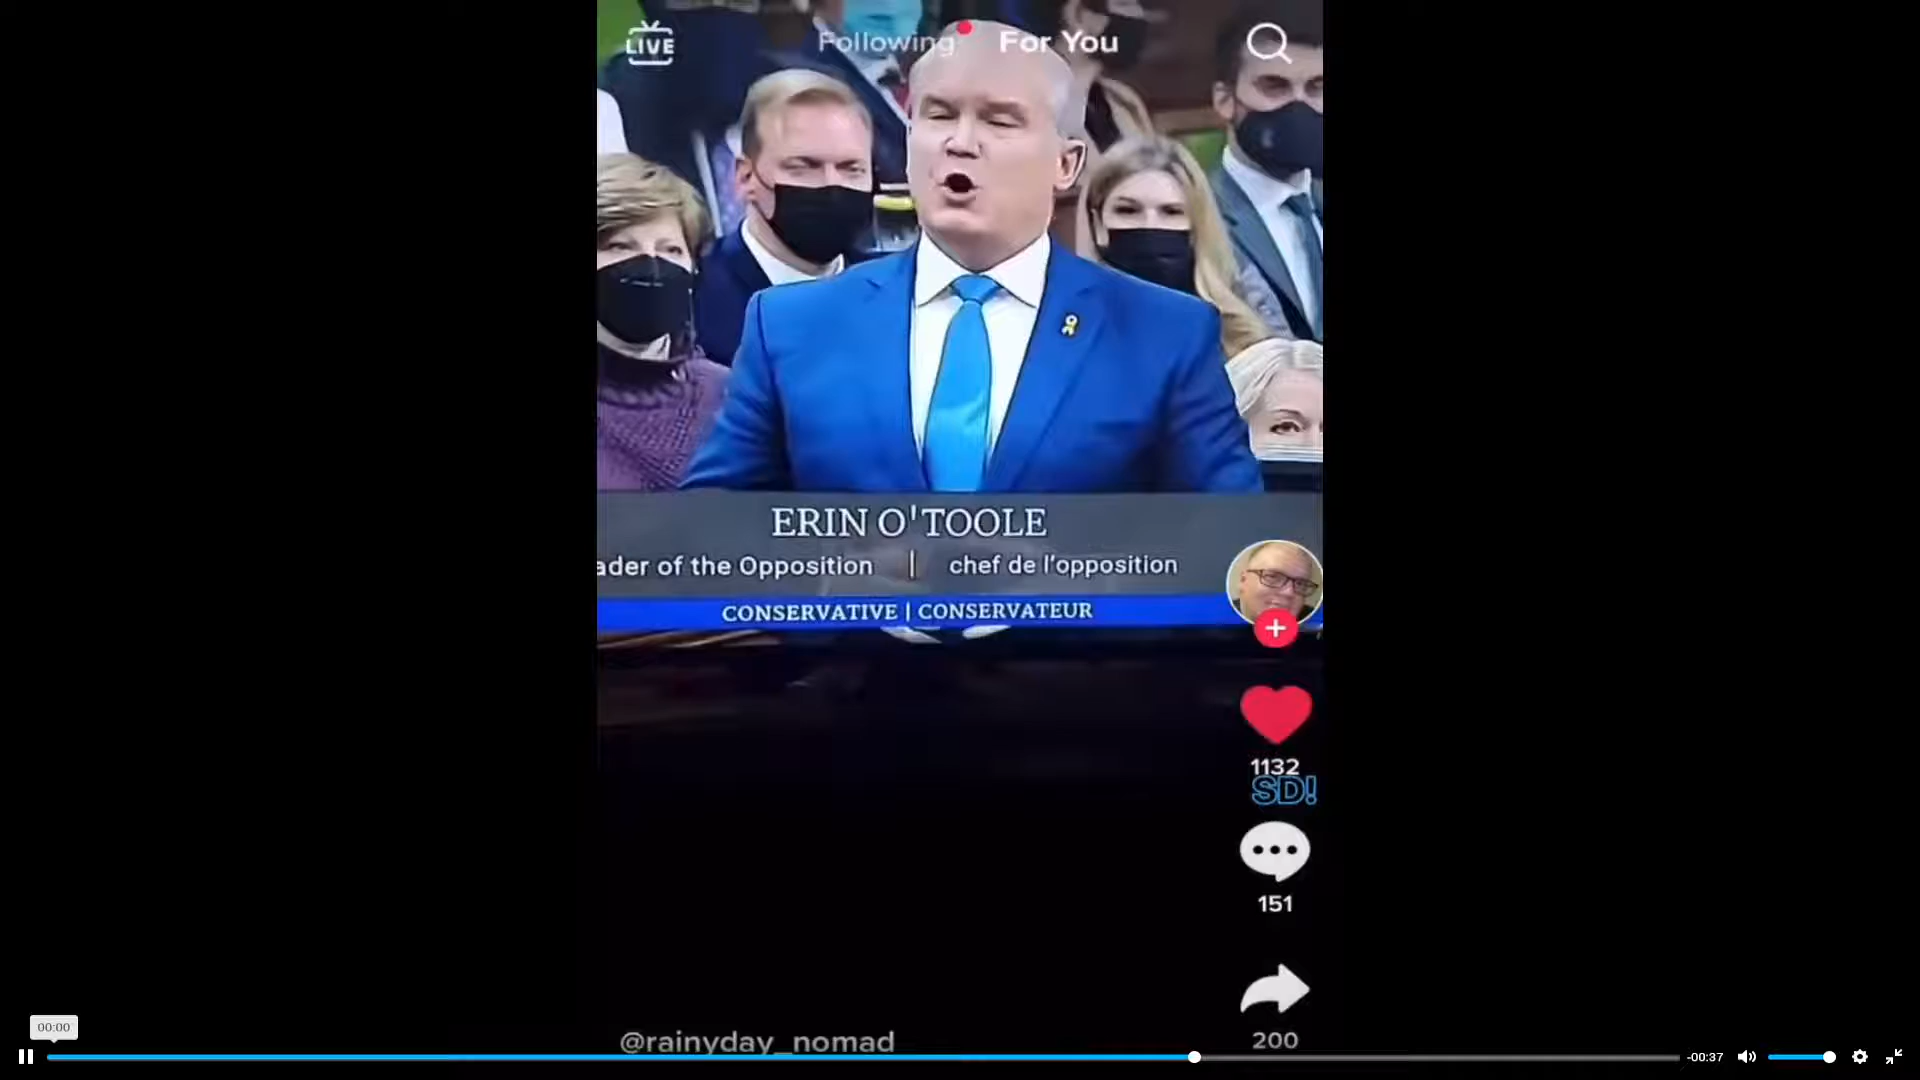 LIVE
Following
For You
ERIN O'TOOLE
ader of the Opposition | chef de l'opposition
CONSERVATIVE | CONSERVATEUR
1132
SD!
151
200
@rainyday_nomad
00:00
-00:37